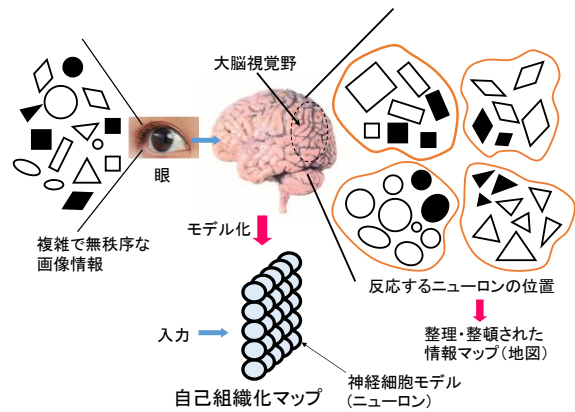 大脳視覚野
眼
複雑で無秩序な
画像情報
モデル化
反応するニューロンの位置
整理・整頓された
情報マップ(地図)
入力
神経細胞モデル
(ニューロン)
自己組織化マップ